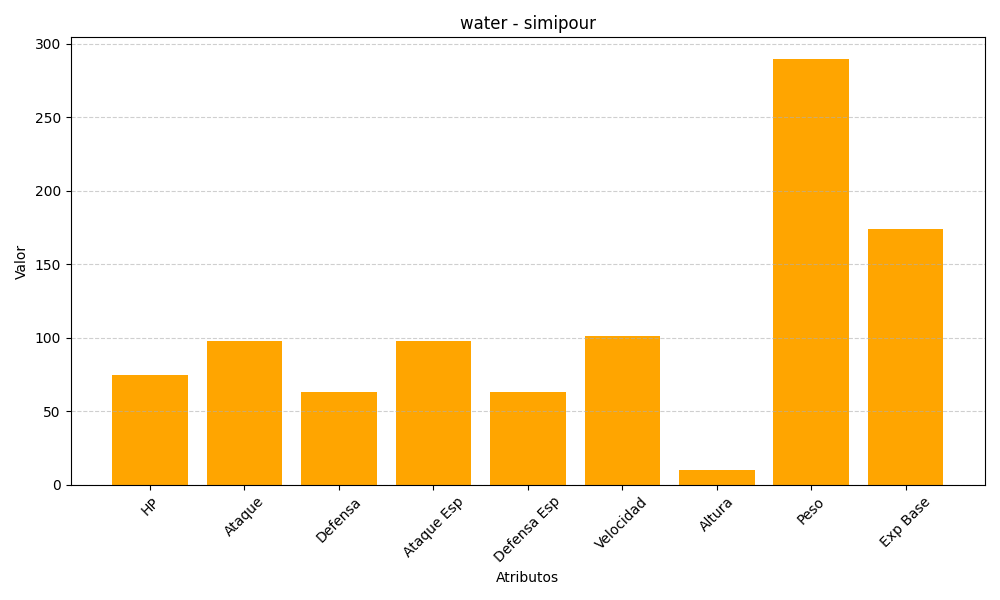 water - simipour
Valor
300
250
200
150
100
50
0
HP
Ataque
Defensa
Ataque Esp
Defensa Esp
Velocidad
Altura
Peso
Exp Base
Atributos